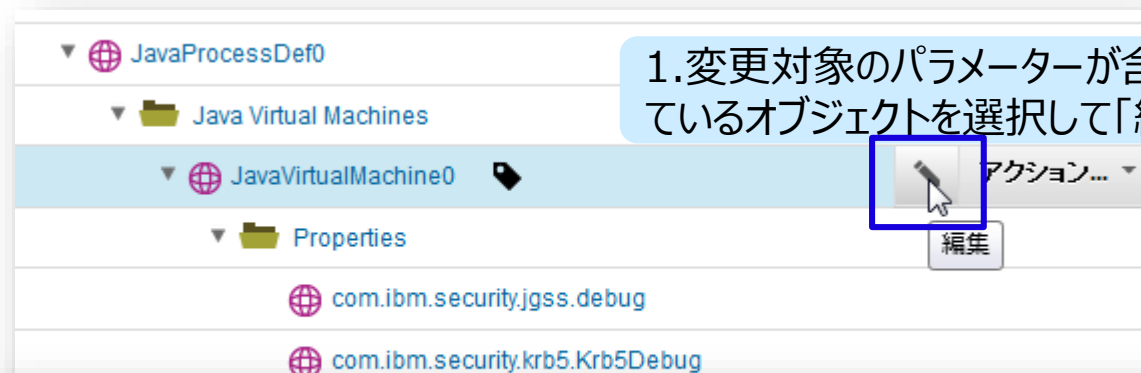 JavaProcessDef0
1.変更対象のパラメーターが含
ているオブジェクトを選択して「編
Java Virtual Machines
JavaVirtualMachine0
アクション...
Properties
編集
com.ibm.security.jgss.debug
com.ibm.security.krb5.Krb5Debug